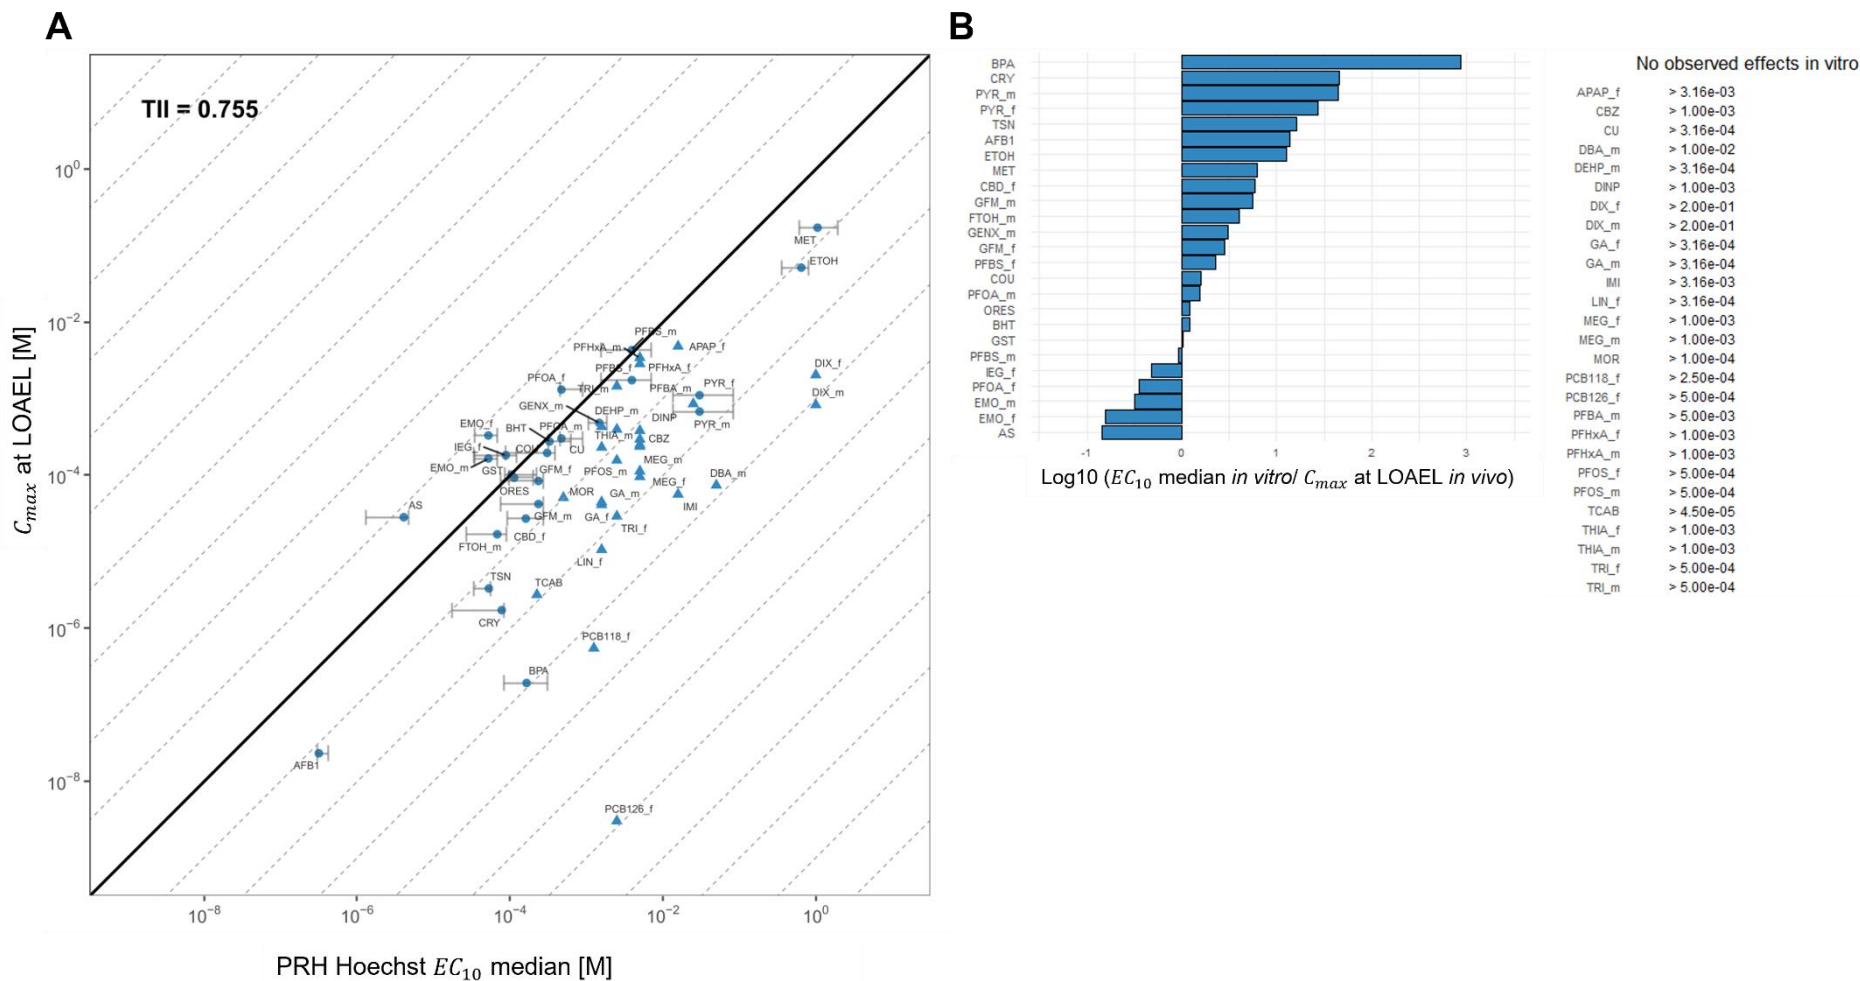 A
TII = 0.755
10⁰
10⁻²
10⁻⁴
10⁻⁶
10⁻⁸
C_max at LOAEL [M]
MET
ETOH
PFBS_m
PFHxA_m
APAP_f
PFBS_f
PFHxA_f
DIX_f
PFOA_f
TRI_m
PFBA_m
PYR_f
DIX_m
GENX_m
DEHP_m
DINP
PYR_m
EMO_f
BHT
PFOA_m
THIA_m
CBZ
IEG_f
COU
CU
EMO_m
GST
GFM_f
PFOS_m
MEG_m
DBA_m
ORES
MOR
GA_m
MEG_f
IMI
AS
GFM_m
GA_f
TRI_f
FTOH_m
CBD_f
LIN_f
TSN
TCAB
CRY
PCB118_f
BPA
AFB1
PCB126_f
10⁻⁸ 10⁻⁶ 10⁻⁴ 10⁻² 10⁰
PRH Hoechst EC₁₀ median [M]
B
BPA
CRY
PYR_m
PYR_f
TSN
AFB1
ETOH
MET
CBD_f
GFM_m
FTOH_m
GENX_m
GFM_f
PFBS_f
COU
PFOA_m
ORES
BHT
GST
PFBS_m
IEG_f
PFOA_f
EMO_m
EMO_f
AS
-1 0 1 2 3
Log10 (EC₁₀ median in vitro/ C_max at LOAEL in vivo)
No observed effects in vitro
APAP_f > 3.16e-03
CBZ > 1.00e-03
CU > 3.16e-04
DBA_m > 1.00e-02
DEHP_m > 3.16e-04
DINP > 1.00e-03
DIX_f > 2.00e-01
DIX_m > 2.00e-01
GA_f > 3.16e-04
GA_m > 3.16e-04
IMI > 3.16e-03
LIN_f > 3.16e-04
MEG_f > 1.00e-03
MEG_m > 1.00e-03
MOR > 1.00e-04
PCB118_f > 2.50e-04
PCB126_f > 5.00e-04
PFBA_m > 5.00e-03
PFHxA_f > 1.00e-03
PFHxA_m > 1.00e-03
PFOS_f > 5.00e-04
PFOS_m > 5.00e-04
TCAB > 4.50e-05
THIA_f > 1.00e-03
THIA_m > 1.00e-03
TRI_f > 5.00e-04
TRI_m > 5.00e-04